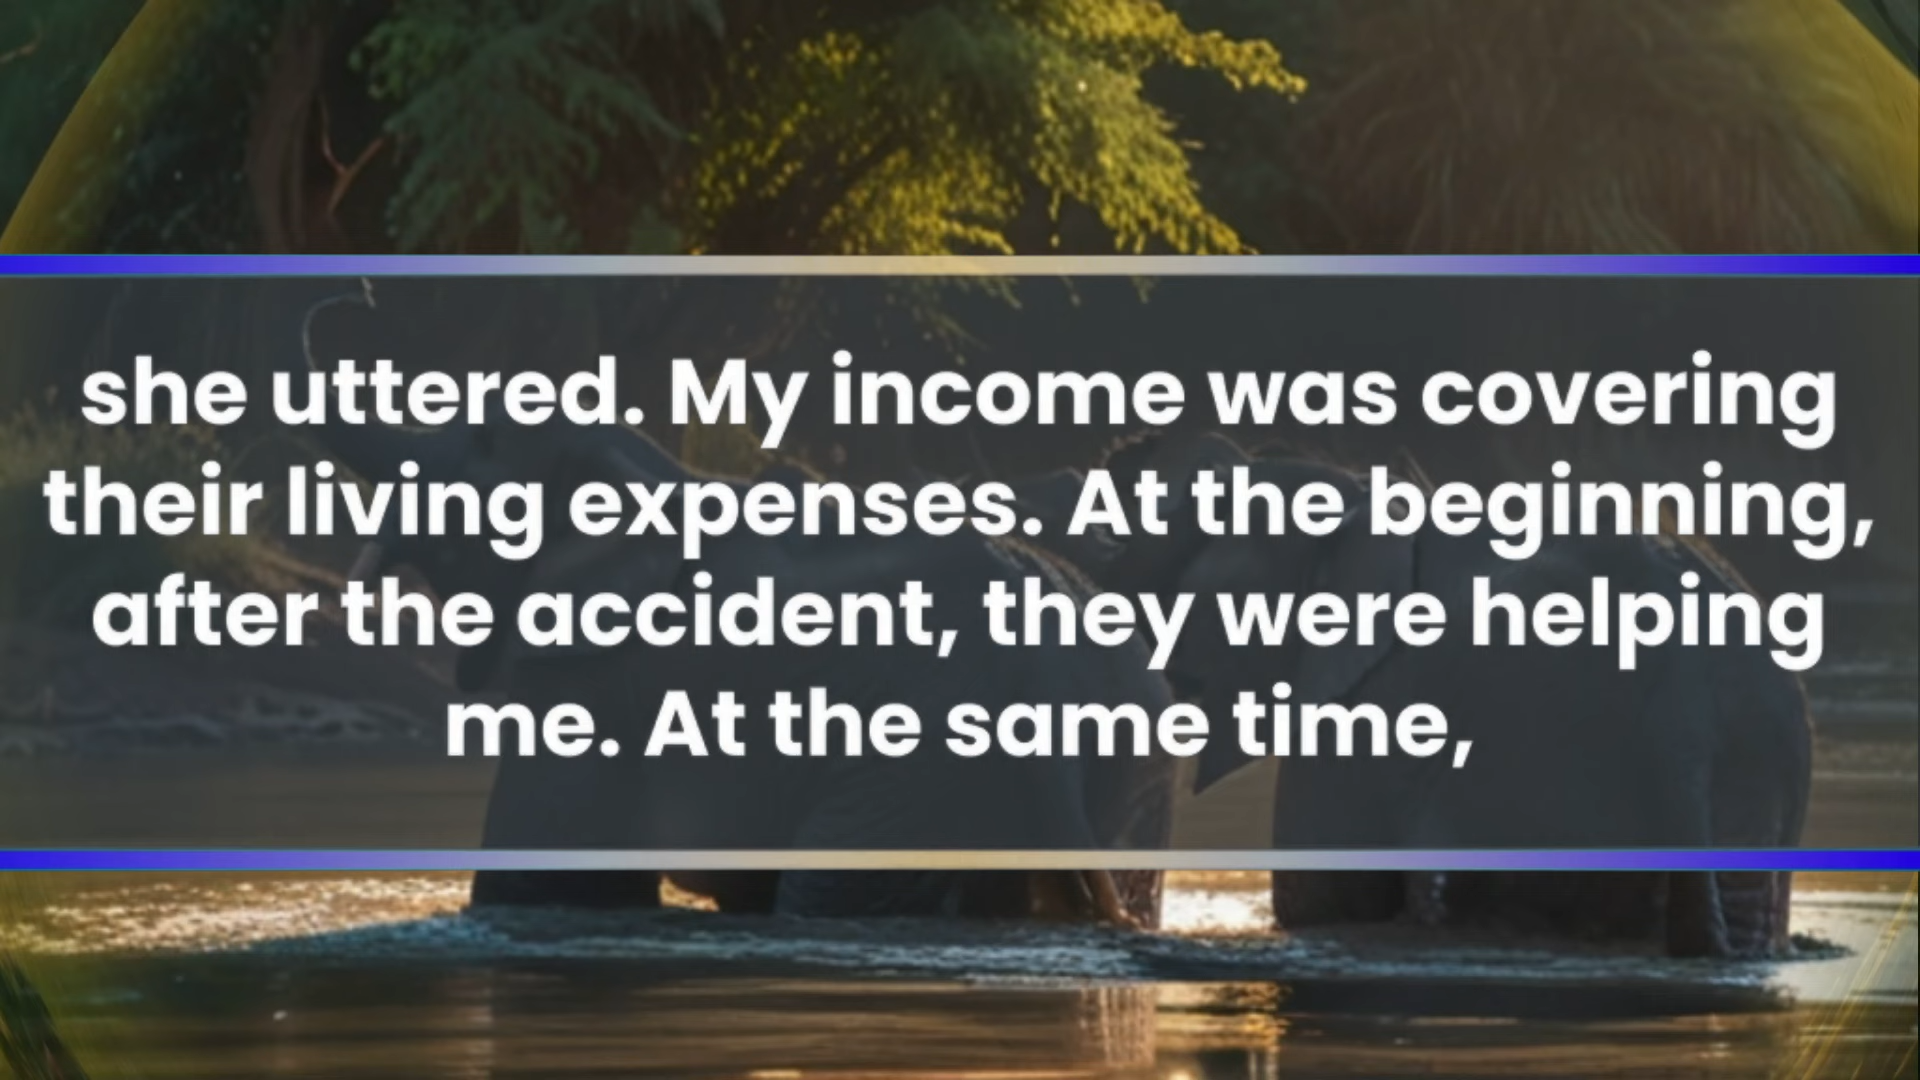 she uttered. My income was covering
their living expenses. At the beginning,
after the accident, they were helping
me. At the same time,